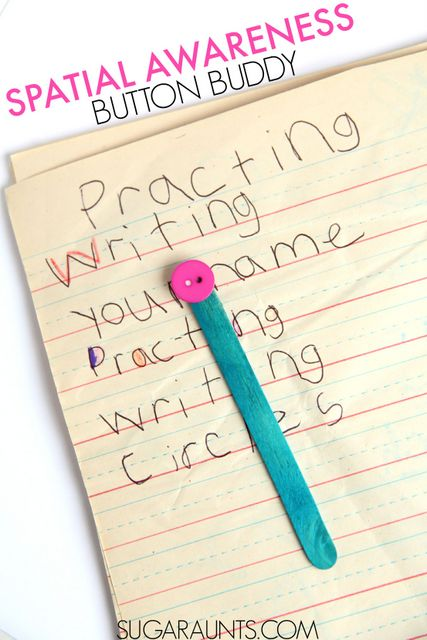 SPATIAL AWARENESS
BUTTON BUDDY
Practing
Writing
your name
Practing
writing
circles
SUGARAUNTS.COM